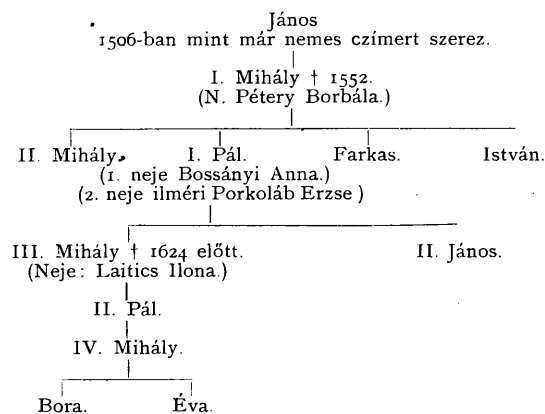 János
1506-ban mint már nemes czímert szerez.
I. Mihály † 1552.
(N. Pétery Borbála.)
II. Mihály. I. Pál. Farkas. István.
(1. neje Bossányi Anna.)
(2. neje ilméri Porkoláb Erzse)
III. Mihály † 1624 előtt. II. János.
(Neje: Laitics Ilona.)
II. Pál.
IV. Mihály.
Bora. Éva.